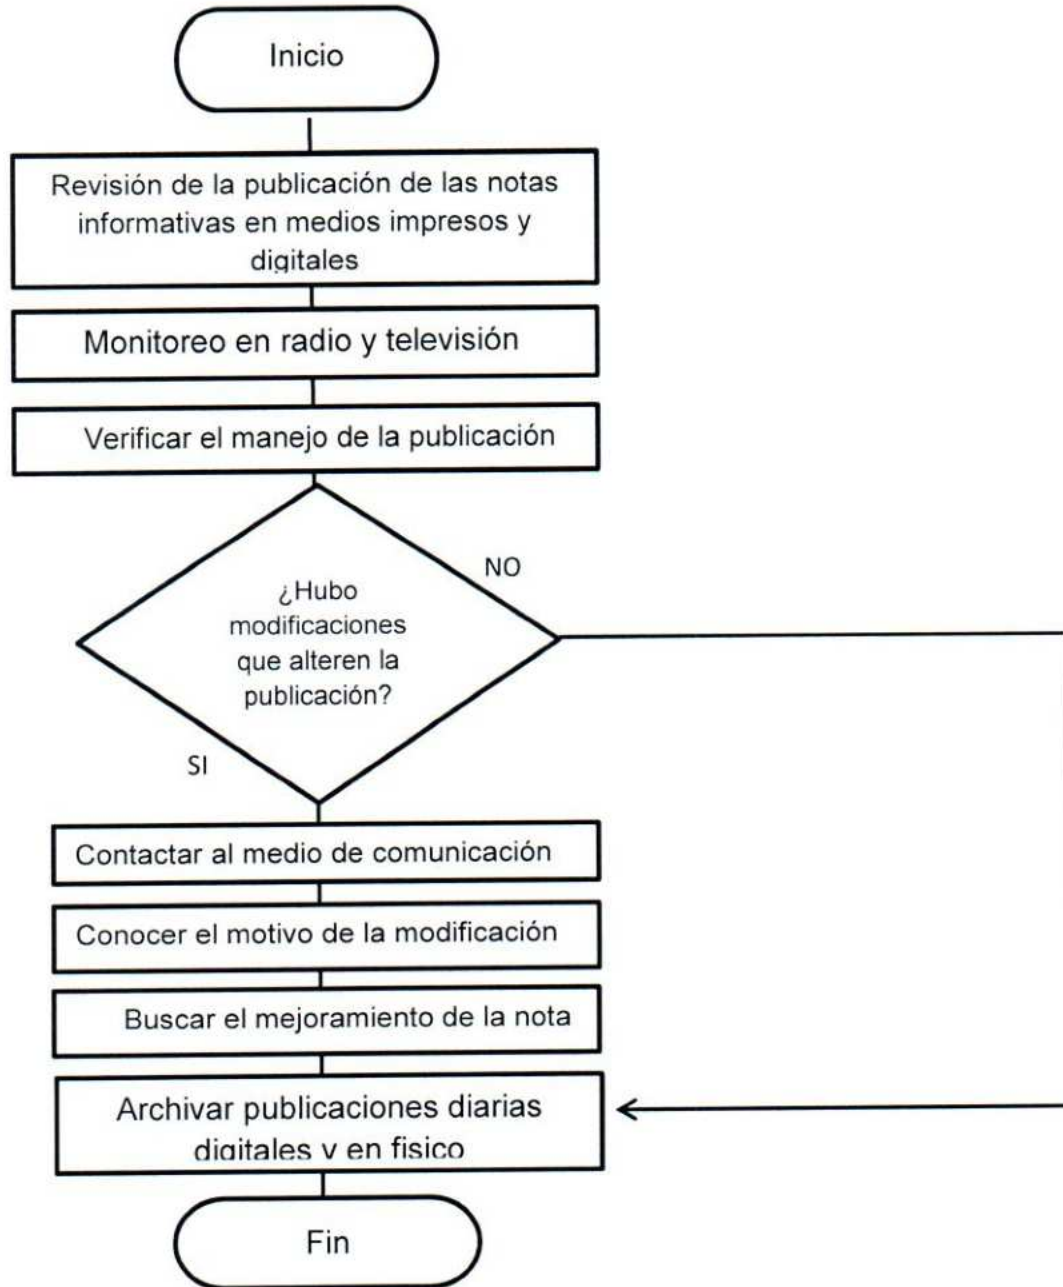 Inicio
Revisión de la publicación de las notas
informativas en medios impresos y
digitales
Monitoreo en radio y televisión
Verificar el manejo de la publicación
NO
¿Hubo
modificaciones
que alteren la
publicación?
SI
Contactar al medio de comunicación
Conocer el motivo de la modificación
Buscar el mejoramiento de la nota
Archivar publicaciones diarias
digitales y en fisico
Fin